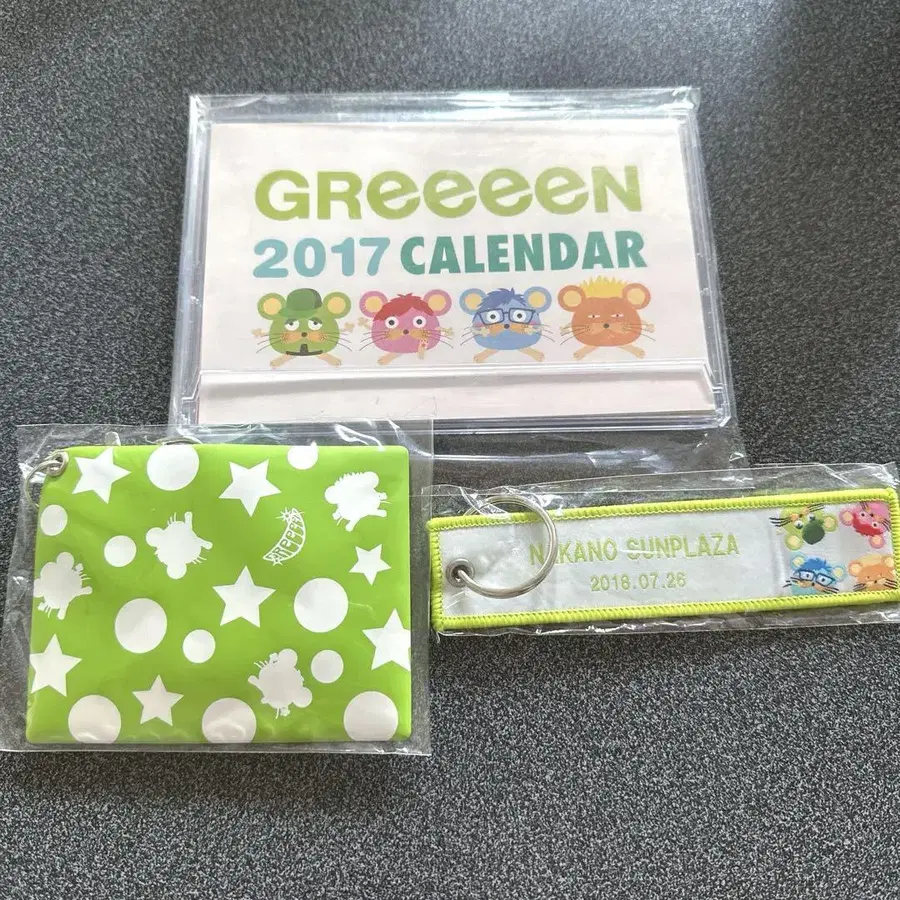 GReeeeN
2017 CALENDAR
NAKANO SUNPLAZA
2018.07.26